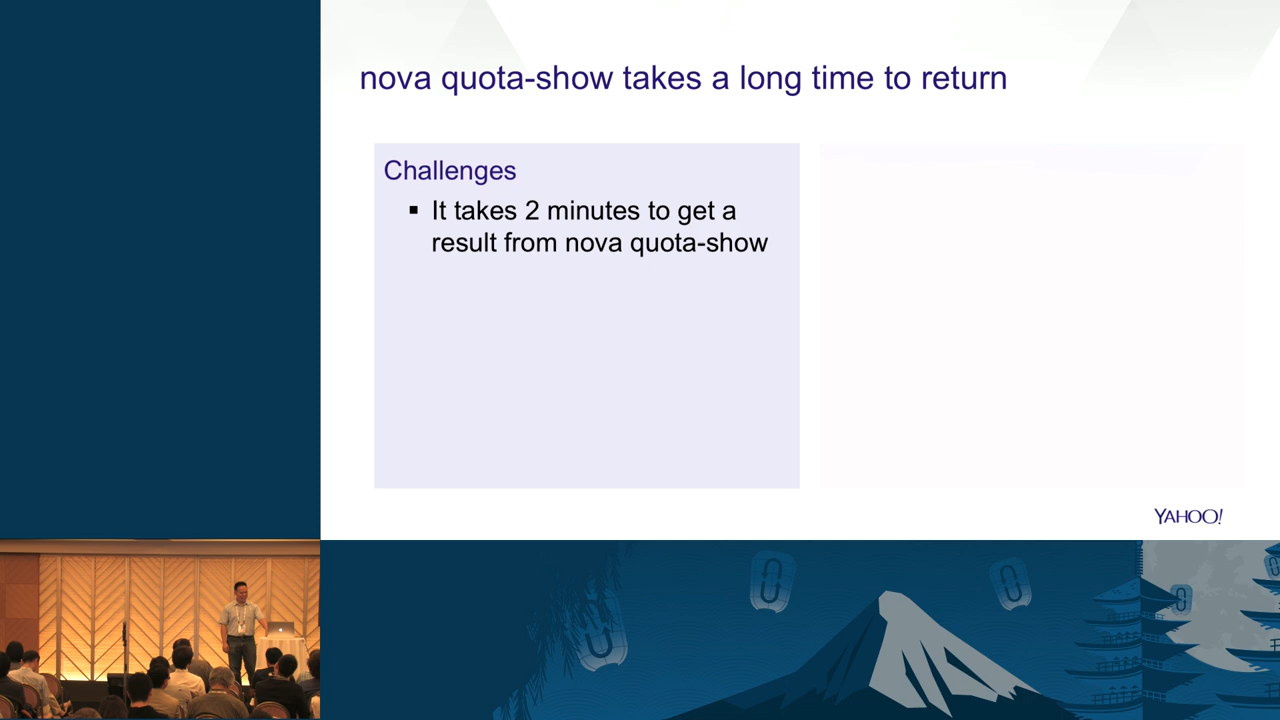 nova quota-show takes a long time to return
Challenges
▪ It takes 2 minutes to get a
result from nova quota-show
YAHOO!